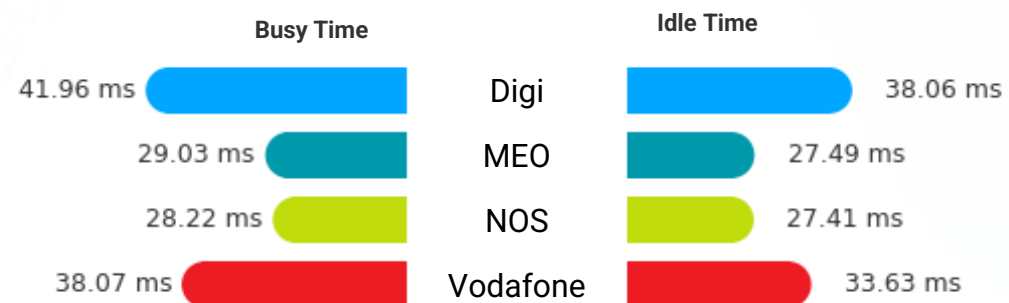 Busy Time Idle Time
41.96 ms Digi 38.06 ms
29.03 ms MEO 27.49 ms
28.22 ms NOS 27.41 ms
38.07 ms Vodafone 33.63 ms